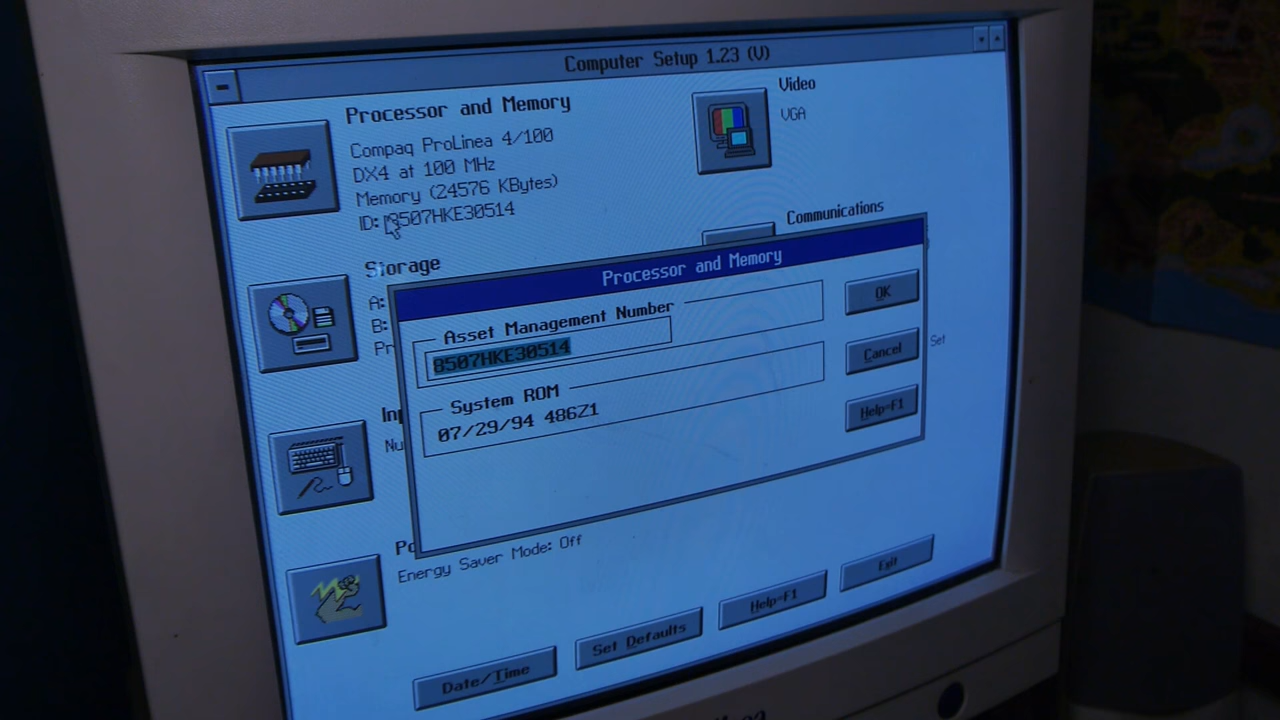 Computer Setup 1.23 (V)
Processor and Memory
Compaq ProLinea 4/100
DX4 at 100 MHz
Memory (24576 KBytes)
ID: 8507HKE30514
Video
VGA
Communications
Storage
A:
B:
Processor and Memory
Asset Management Number
8507HKE30514
System ROM
07/29/94 486Z1
OK
Cancel
Help=F1
Set
Energy Saver Mode: Off
Date/Time
Set Defaults
Help=F1
Exit